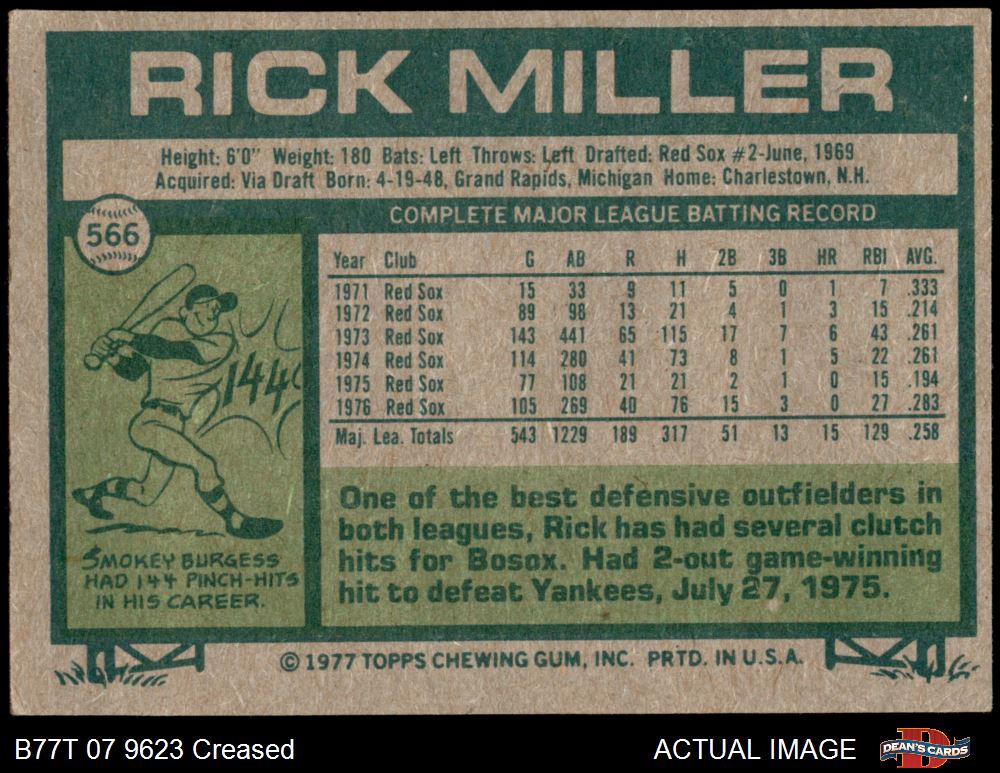 RICK MILLER
Height: 6'0" Weight: 180 Bats: Left Throws: Left Drafted: Red Sox #2-June, 1969
Acquired: Via Draft Born: 4-19-48, Grand Rapids, Michigan Home: Charlestown, N.H.
566
COMPLETE MAJOR LEAGUE BATTING RECORD
Year Club G AB R H 2B 3B HR RBI AVG.
1971 Red Sox 15 33 9 11 5 0 1 7 .333
1972 Red Sox 89 98 13 21 4 1 3 15 .214
1973 Red Sox 143 441 65 115 17 7 6 43 .261
1974 Red Sox 114 280 41 73 8 1 5 22 .261
1975 Red Sox 77 108 21 21 2 1 0 15 .194
1976 Red Sox 105 269 40 76 15 3 0 27 .283
Maj. Lea. Totals 543 1229 189 317 51 13 15 129 .258
144
SMOKEY BURGESS
HAD 144 PINCH-HITS
IN HIS CAREER.
One of the best defensive outfielders in
both leagues, Rick has had several clutch
hits for Bosox. Had 2-out game-winning
hit to defeat Yankees, July 27, 1975.
© 1977 TOPPS CHEWING GUM, INC. PRTD. IN U.S.A.
B77T 07 9623 Creased
ACTUAL IMAGE
DEAN'S CARDS